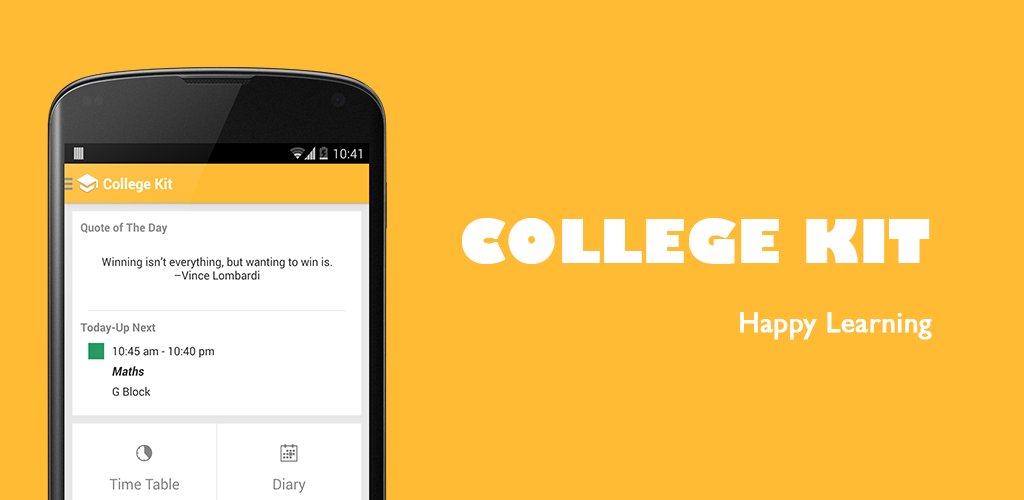 10:41
College Kit
Quote of The Day
Winning isn't everything, but wanting to win is.
–Vince Lombardi
Today-Up Next
10:45 am - 10:40 pm
Maths
G Block
Time Table
Diary
COLLEGE KIT
Happy Learning